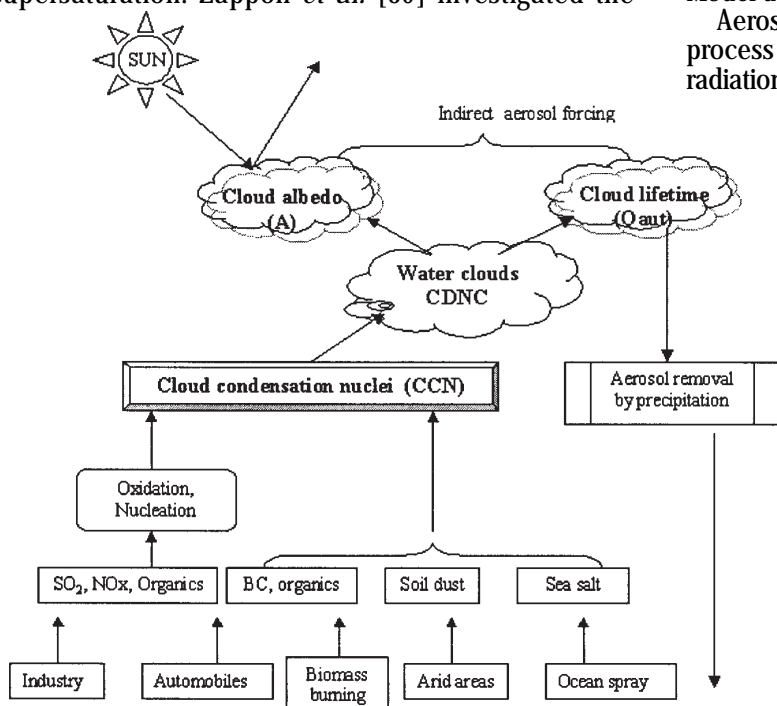 supersaturation. Zappoli et al. [60] investigated the
Aeros
process
radiation
SUN
Indirect aerosol forcing
Cloud albedo
(A)
Cloud lifetime
(Qaut)
Water clouds
CDNC
Cloud condensation nuclei (CCN)
Aerosol removal
by precipitation
Oxidation,
Nucleation
SO₂, NOx, Organics
BC, organics
Soil dust
Sea salt
Industry
Automobiles
Biomass
burning
Arid areas
Ocean spray